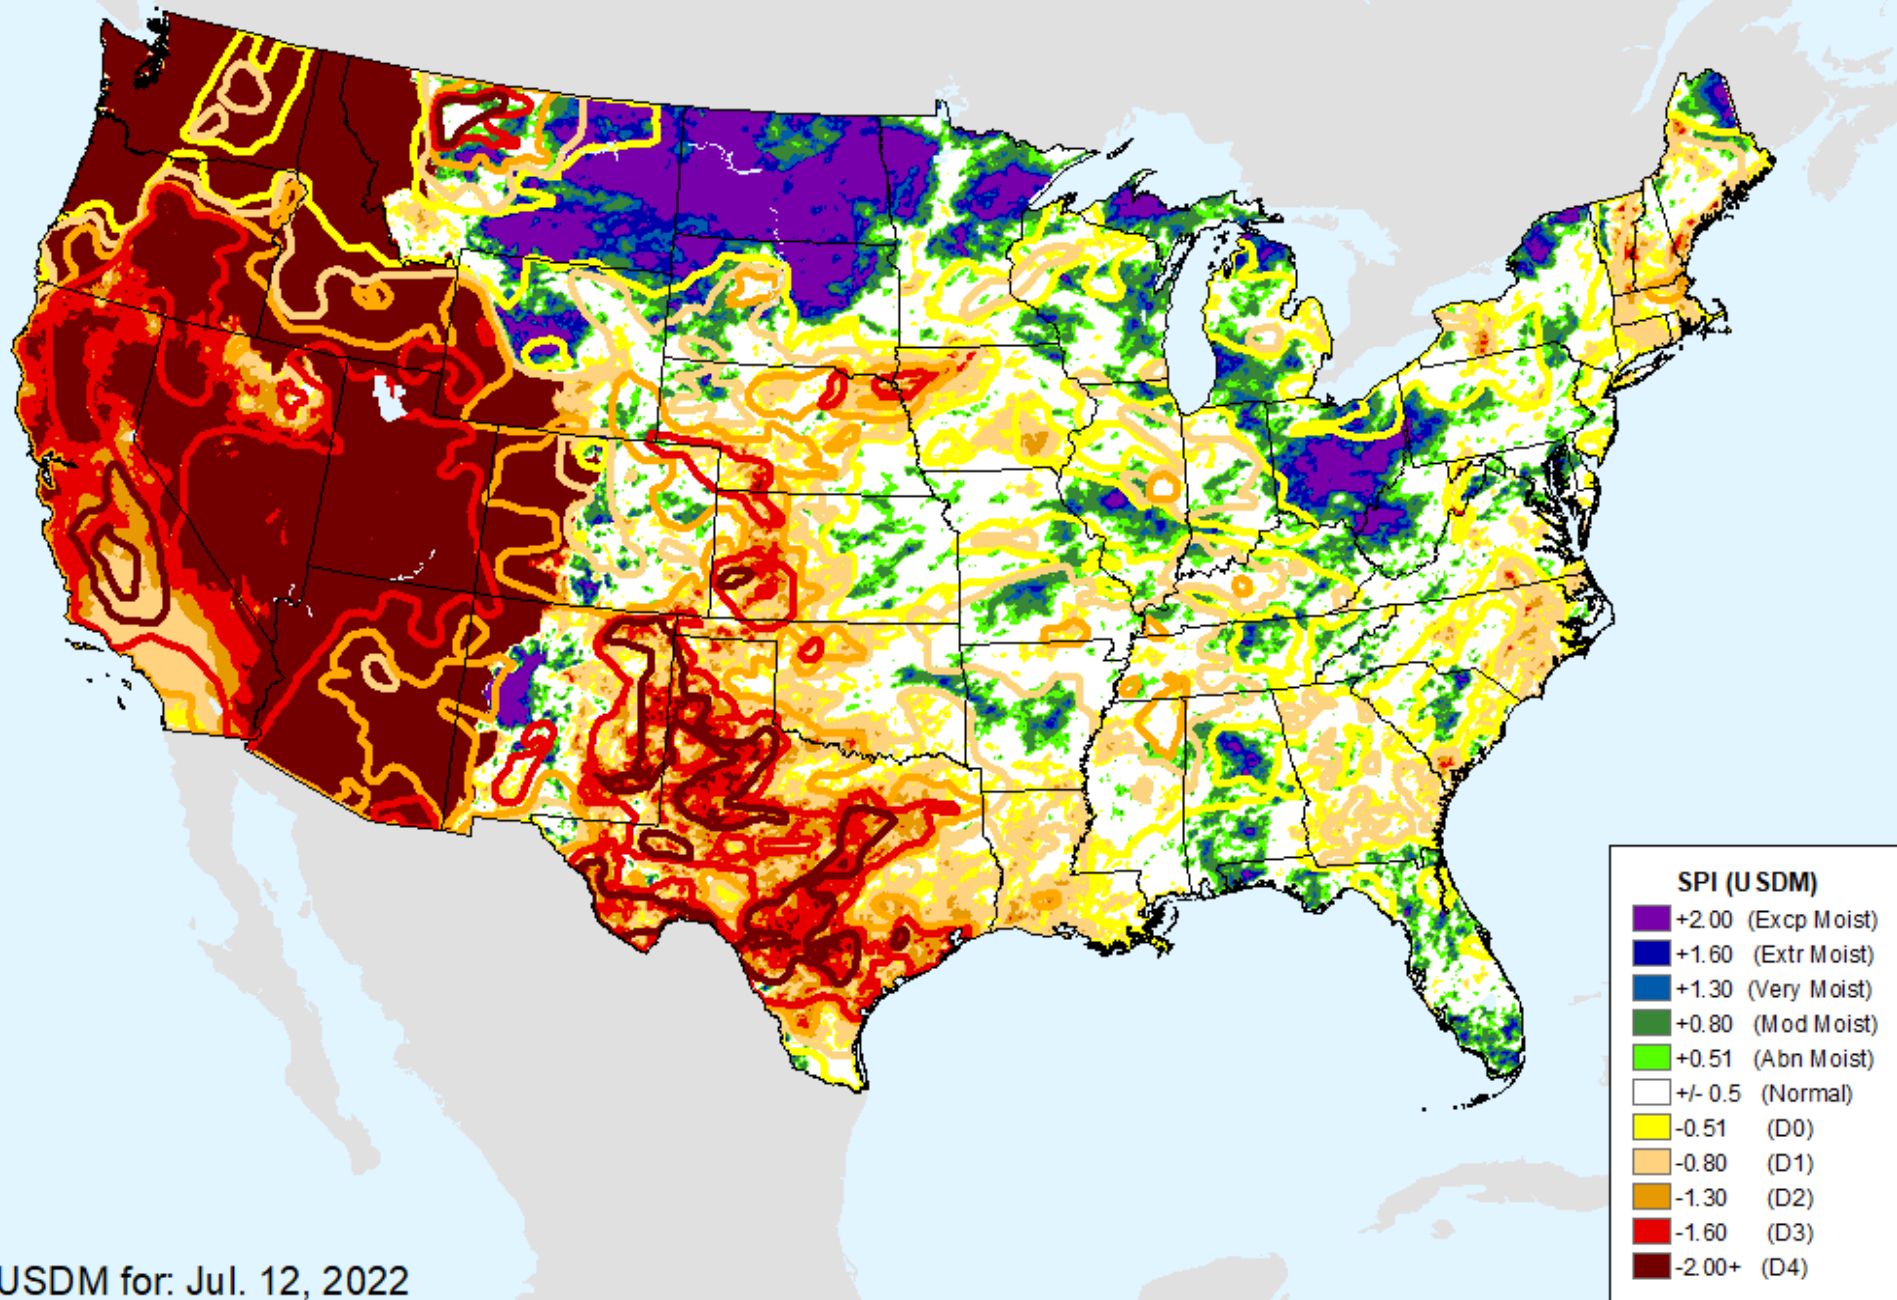 SPI (USDM)
+2.00 (Excp Moist)
+1.60 (Extr Moist)
+1.30 (Very Moist)
+0.80 (Mod Moist)
+0.51 (Abn Moist)
+/- 0.5 (Normal)
-0.51 (D0)
-0.80 (D1)
-1.30 (D2)
-1.60 (D3)
-2.00+ (D4)
USDM for: Jul. 12, 2022